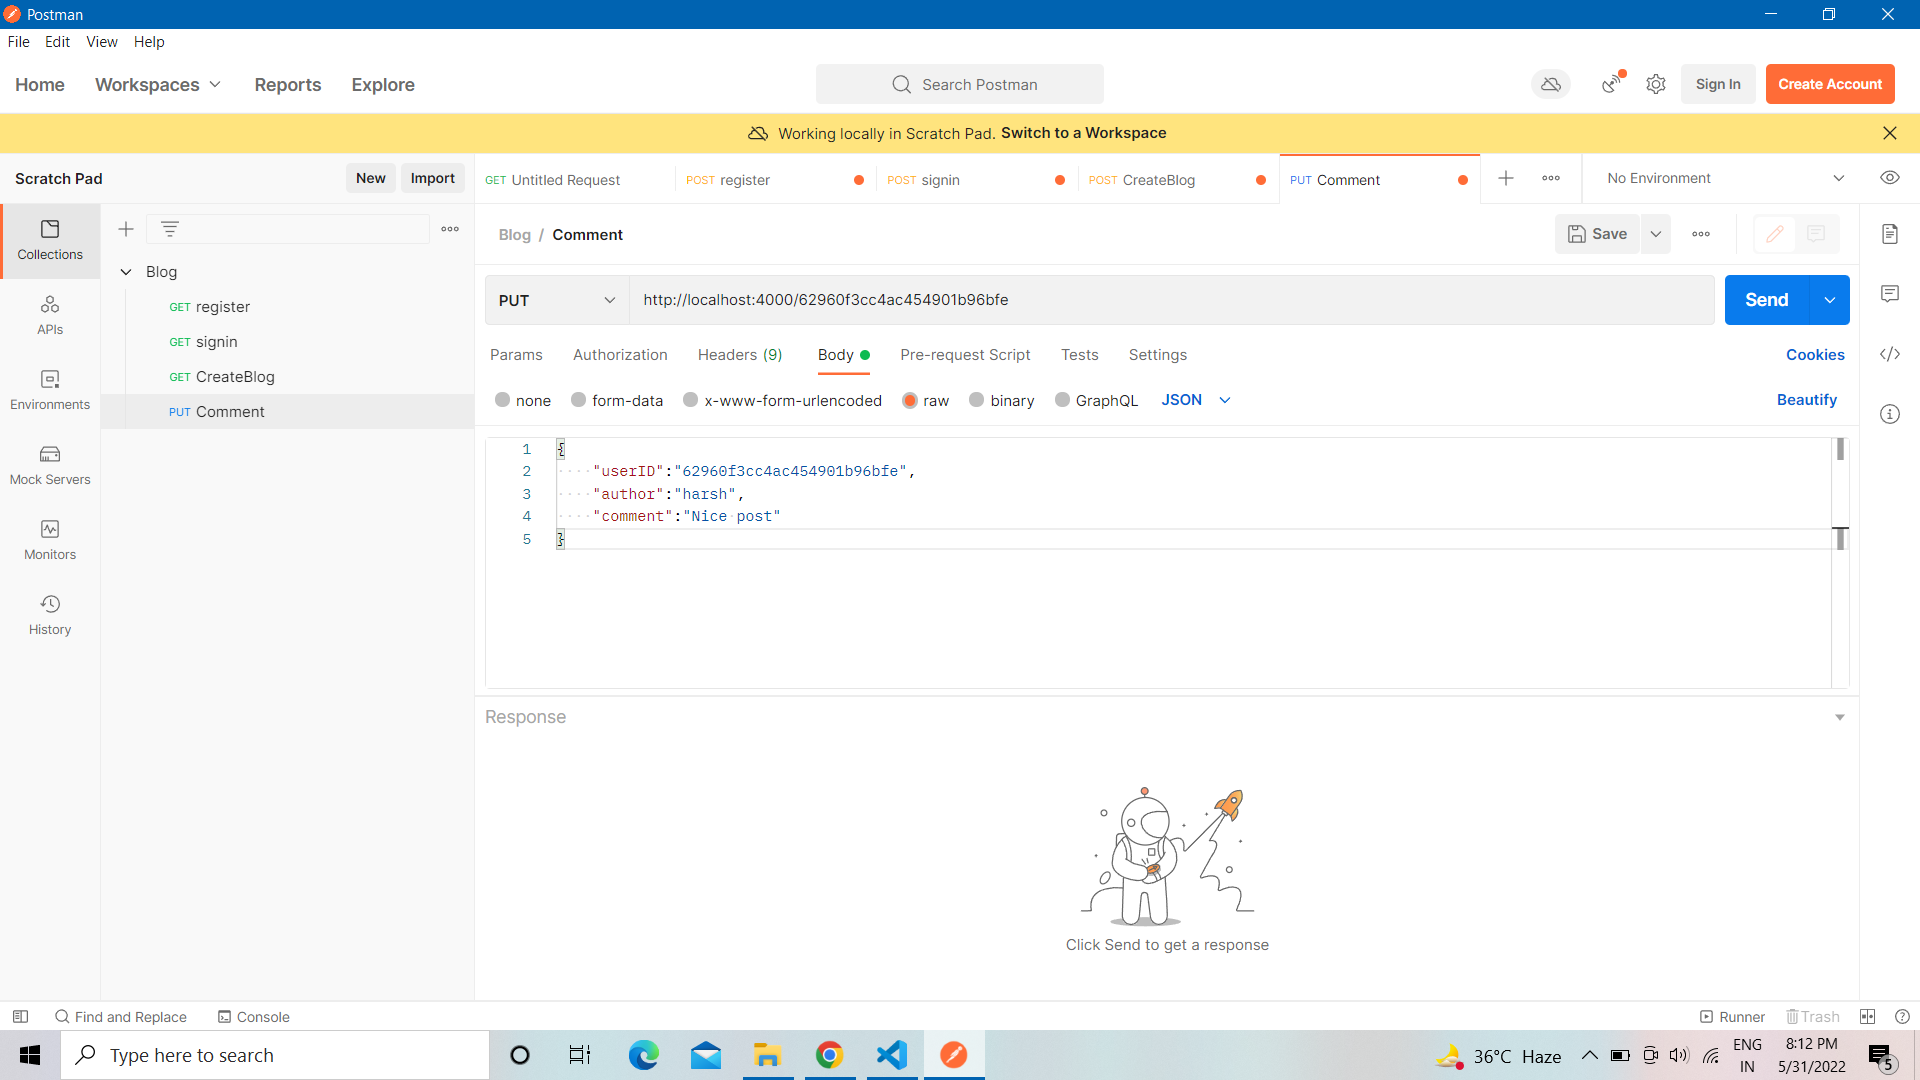 Postman
File Edit View Help
Home Workspaces Reports Explore
Search Postman
Sign In
Create Account
Working locally in Scratch Pad. Switch to a Workspace
Scratch Pad
New
Import
GET Untitled Request
POST register
POST signin
POST CreateBlog
PUT Comment
No Environment
Collections
APIs
Environments
Mock Servers
Monitors
History
Blog
GET register
GET signin
GET CreateBlog
PUT Comment
Blog / Comment
Save
PUT
http://localhost:4000/62960f3cc4ac454901b96bfe
Send
Params Authorization Headers (9) Body Pre-request Script Tests Settings
Cookies
none form-data x-www-form-urlencoded raw binary GraphQL JSON
Beautify
1 {
2 "userID":"62960f3cc4ac454901b96bfe",
3 "author":"harsh",
4 "comment":"Nice post"
5 }
Response
Click Send to get a response
Find and Replace
Console
Runner
Trash
Type here to search
36°C Haze
ENG
IN
8:12 PM
5/31/2022
5